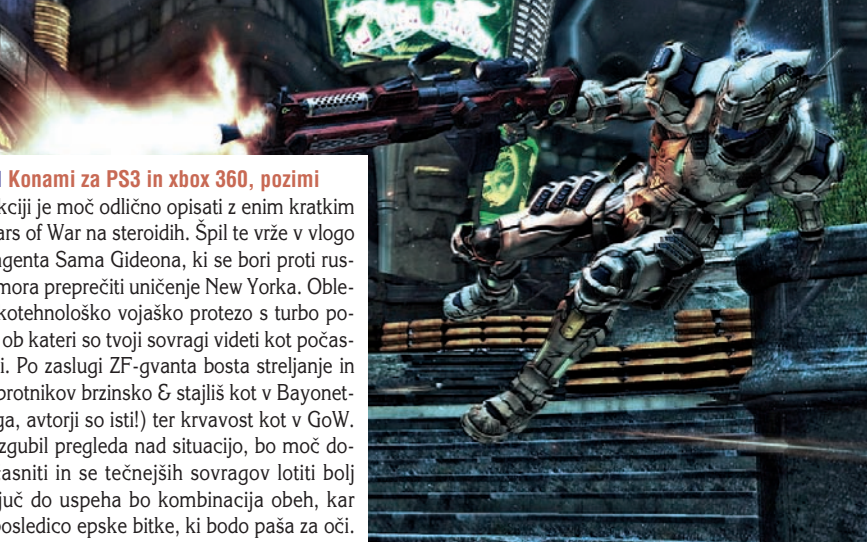 Konami za PS3 in xbox 360, pozimi
kciji je moč odlično opisati z enim kratkim
ars of War na steroidih. Špil te vrže v vlogo
agenta Sama Gideona, ki se bori proti rus-
mora preprečiti uničenje New Yorka. Oble-
kotehnološko vojaško protezo s turbo po-
ob kateri so tvoji sovragi videti kot počas-
i. Po zaslugi ZF-gvanta bosta streljanje in
protnikov brzinsko & stajliš kot v Bayonet-
ga, avtorji so isti!) ter krvavost kot v GoW.
zgubil pregleda nad situacijo, bo moč do-
časniti in se tečnejših sovragov lotiti bolj
ključ do uspeha bo kombinacija obeh, kar
posledico epske bitke, ki bodo paša za oči.